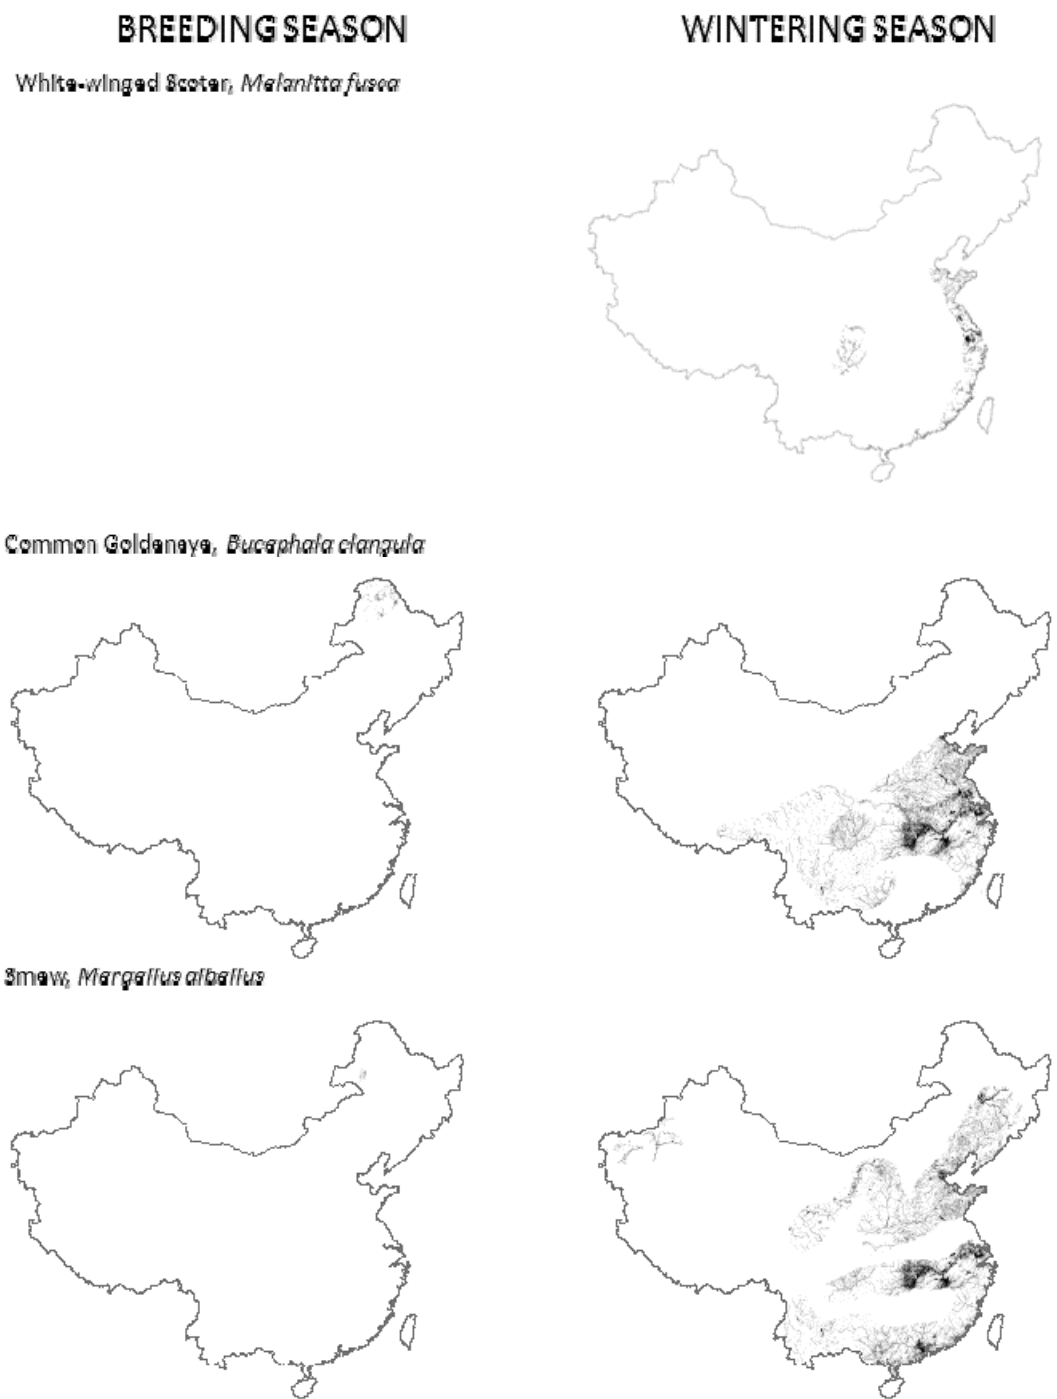 BREEDING SEASON
WINTERING SEASON
White-winged Scoter, Melanitta fusca
Common Goldeneye, Bucephala clangula
Smew, Mergellus albellus